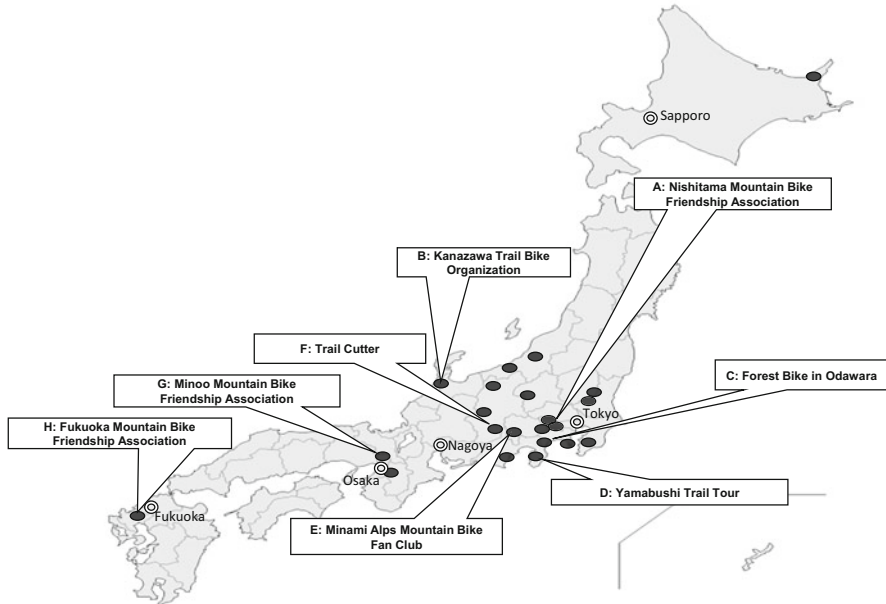 Sapporo
A: Nishitama Mountain Bike
Friendship Association
B: Kanazawa Trail Bike
Organization
F: Trail Cutter
C: Forest Bike in Odawara
G: Minoo Mountain Bike
Friendship Association
Tokyo
H: Fukuoka Mountain Bike
Friendship Association
Nagoya
Osaka
D: Yamabushi Trail Tour
Fukuoka
E: Minami Alps Mountain Bike
Fan Club